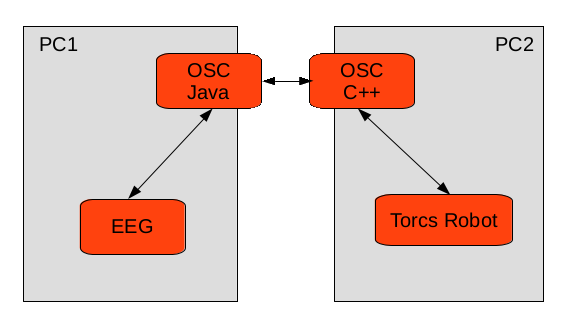 PC1
PC2
OSC
Java
OSC
C++
EEG
Torcs Robot